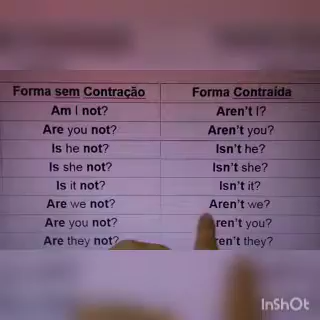 Forma sem Contração Forma Contraída
Am I not? Aren't I?
Are you not? Aren't you?
Is he not? Isn't he?
Is she not? Isn't she?
Is it not? Isn't it?
Are we not? Aren't we?
Are you not? ren't you?
Are they not? ren't they?
InShOt